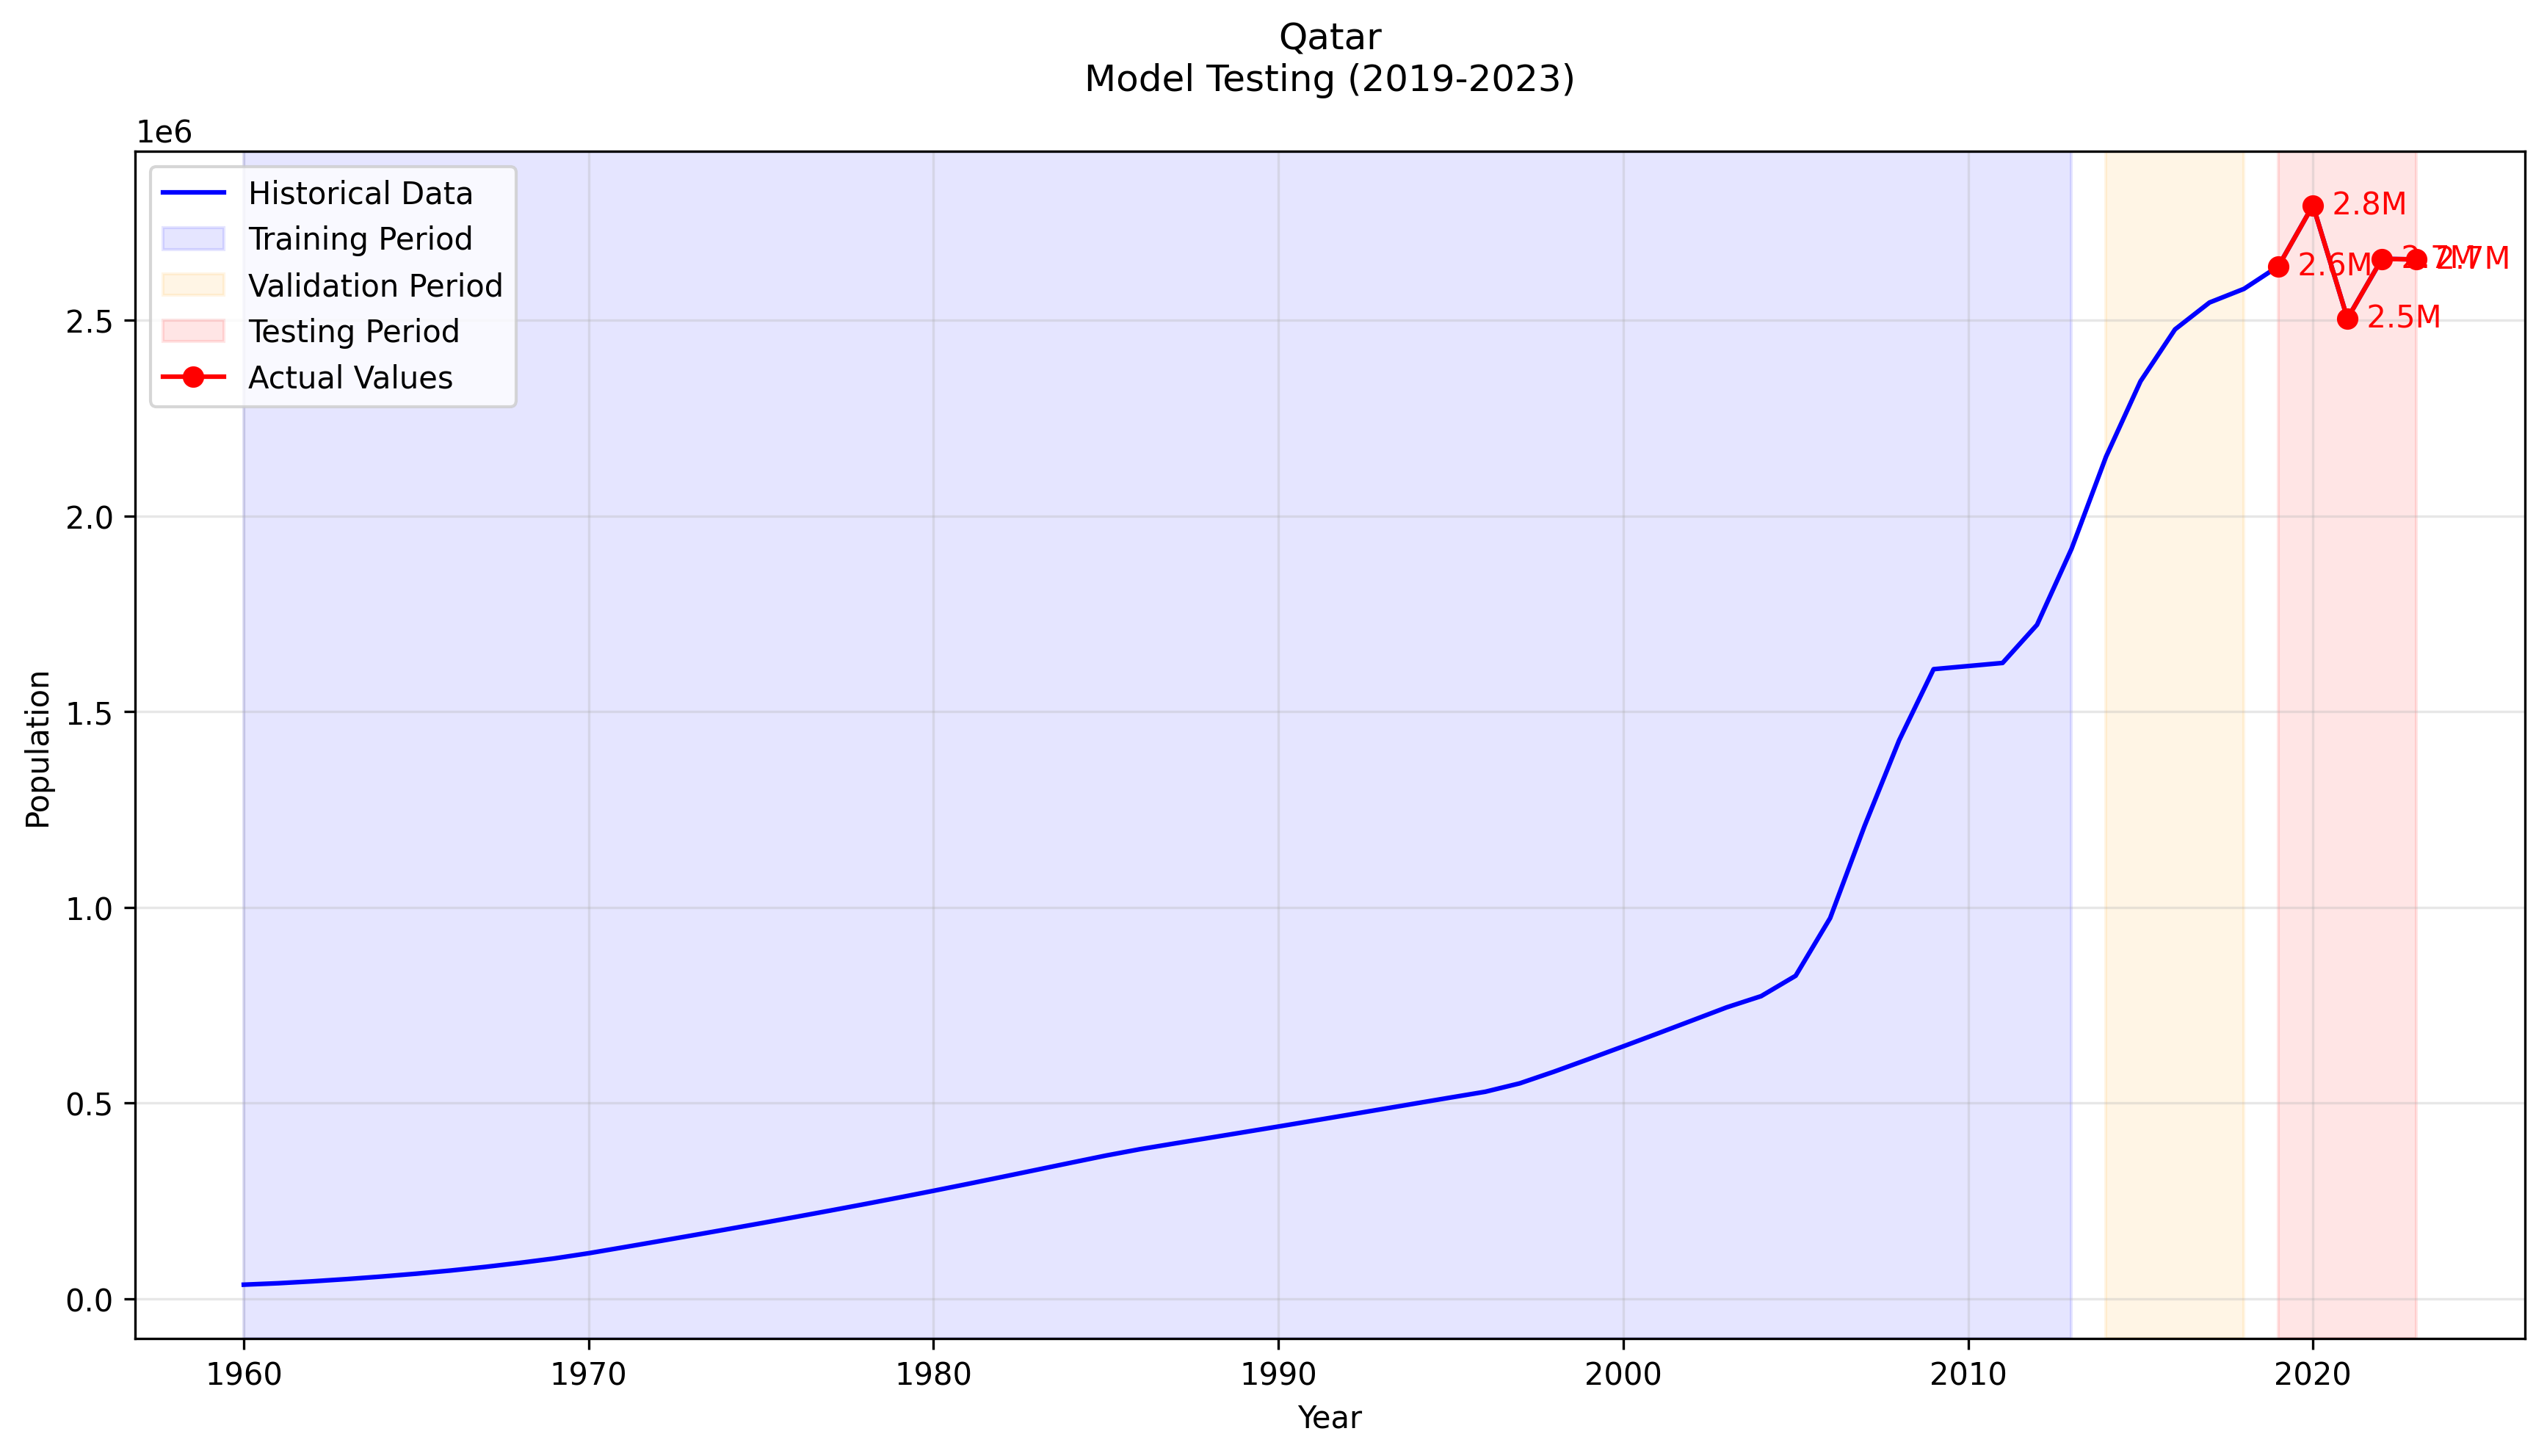 Qatar
Model Testing (2019-2023)
1e6
Historical Data
Training Period
Validation Period
Testing Period
Actual Values
2.8M
2.6M
2.7M
2.7M
2.5M
2.5
2.0
1.5
1.0
0.5
0.0
Population
1960
1970
1980
1990
2000
2010
2020
Year